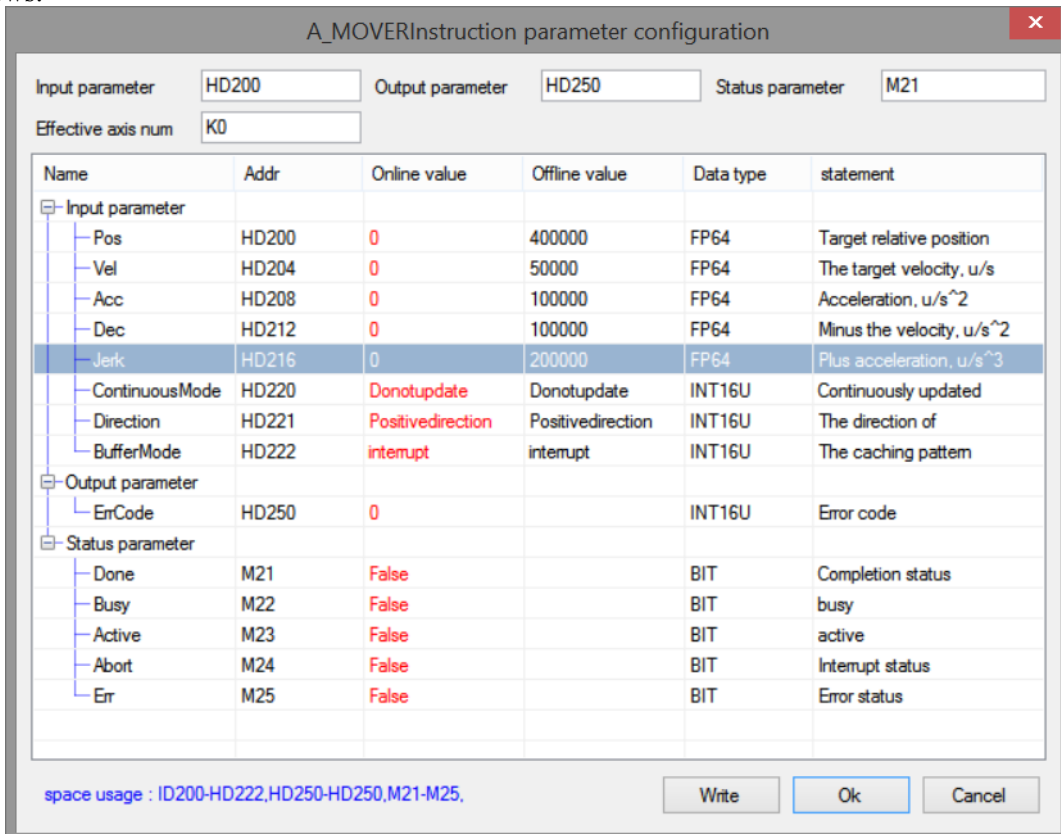 A_MOVERInstruction parameter configuration
Input parameter HD200 Output parameter HD250 Status parameter M21
Effective axis num K0
Name Addr Online value Offline value Data type statement
Input parameter
Pos HD200 0 400000 FP64 Target relative position
Vel HD204 0 50000 FP64 The target velocity, u/s
Acc HD208 0 100000 FP64 Acceleration, u/s^2
Dec HD212 0 100000 FP64 Minus the velocity, u/s^2
Jerk HD216 0 200000 FP64 Plus acceleration, u/s^3
ContinuousMode HD220 Donotupdate Donotupdate INT16U Continuously updated
Direction HD221 Positivedirection Positivedirection INT16U The direction of
BufferMode HD222 interrupt interrupt INT16U The caching pattern
Output parameter
ErrCode HD250 0 INT16U Error code
Status parameter
Done M21 False BIT Completion status
Busy M22 False BIT busy
Active M23 False BIT active
Abort M24 False BIT Interrupt status
Err M25 False BIT Error status
space usage : ID200-HD222,HD250-HD250,M21-M25, Write Ok Cancel